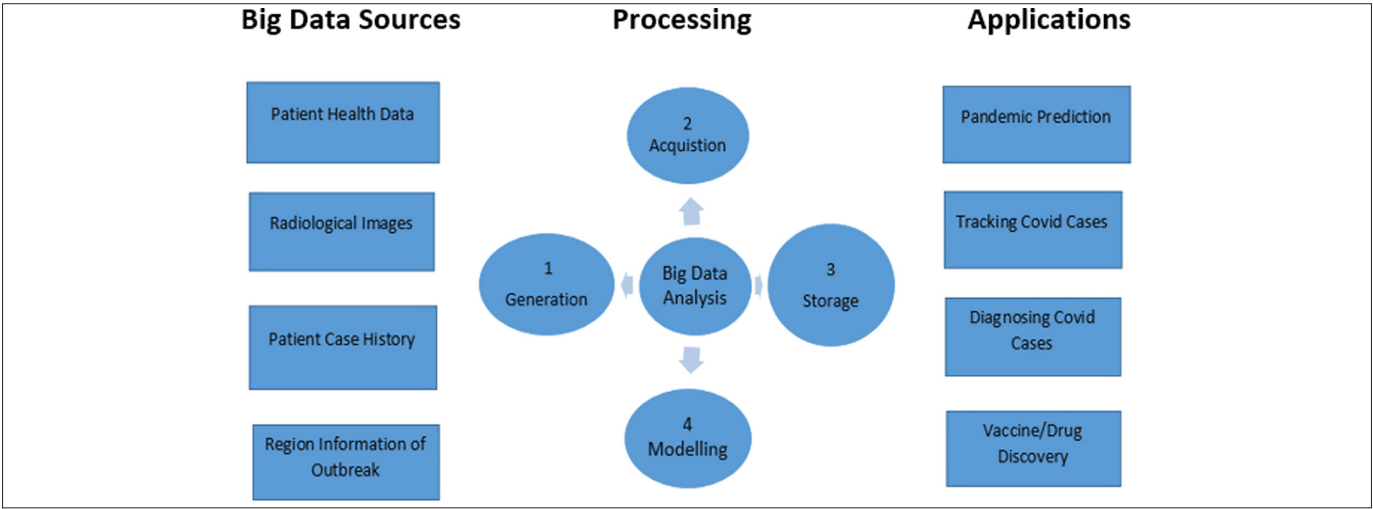 Big Data Sources
Processing
Applications
Patient Health Data
Radiological Images
Patient Case History
Region Information of
Outbreak
2
Acquistion
1
Generation
Big Data
Analysis
3
Storage
4
Modelling
Pandemic Prediction
Tracking Covid Cases
Diagnosing Covid
Cases
Vaccine/Drug
Discovery